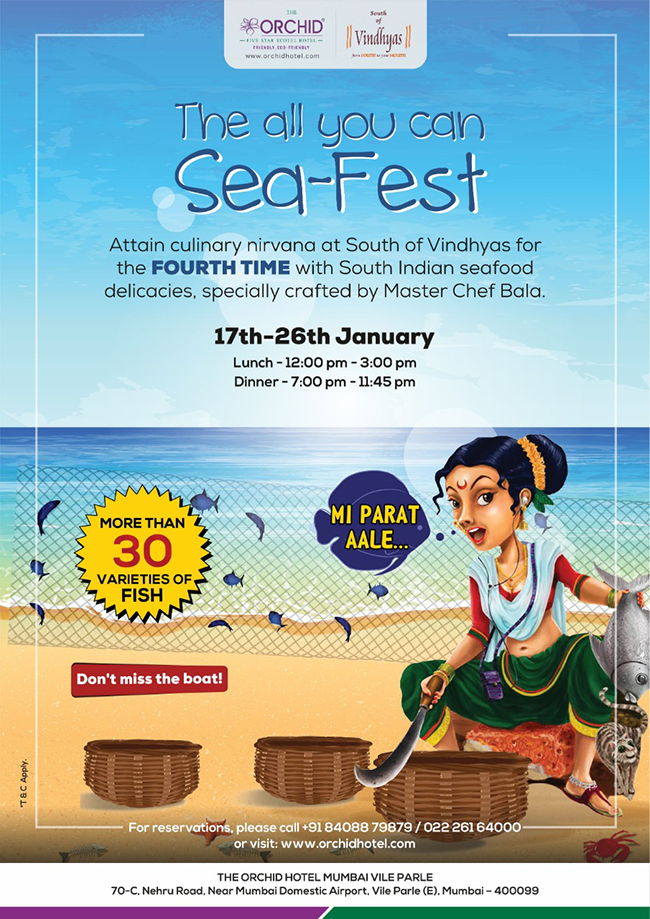 THE
ORCHID®
FIVE STAR ECOTEL HOTEL
FRIENDLY, ECO-FRIENDLY
www.orchidhotel.com
South
of
Vindhyas
The all you can
Sea-Fest
Attain culinary nirvana at South of Vindhyas for
the FOURTH TIME with South Indian seafood
delicacies, specially crafted by Master Chef Bala.
17th-26th January
Lunch - 12:00 pm - 3:00 pm
Dinner - 7:00 pm - 11:45 pm
MI PARAT
AALE...
MORE THAN
30
VARIETIES OF
FISH
Don't miss the boat!
*T & C Apply.
For reservations, please call +91 84088 79879 / 022 261 64000
or visit: www.orchidhotel.com
THE ORCHID HOTEL MUMBAI VILE PARLE
70-C, Nehru Road, Near Mumbai Domestic Airport, Vile Parle (E), Mumbai – 400099